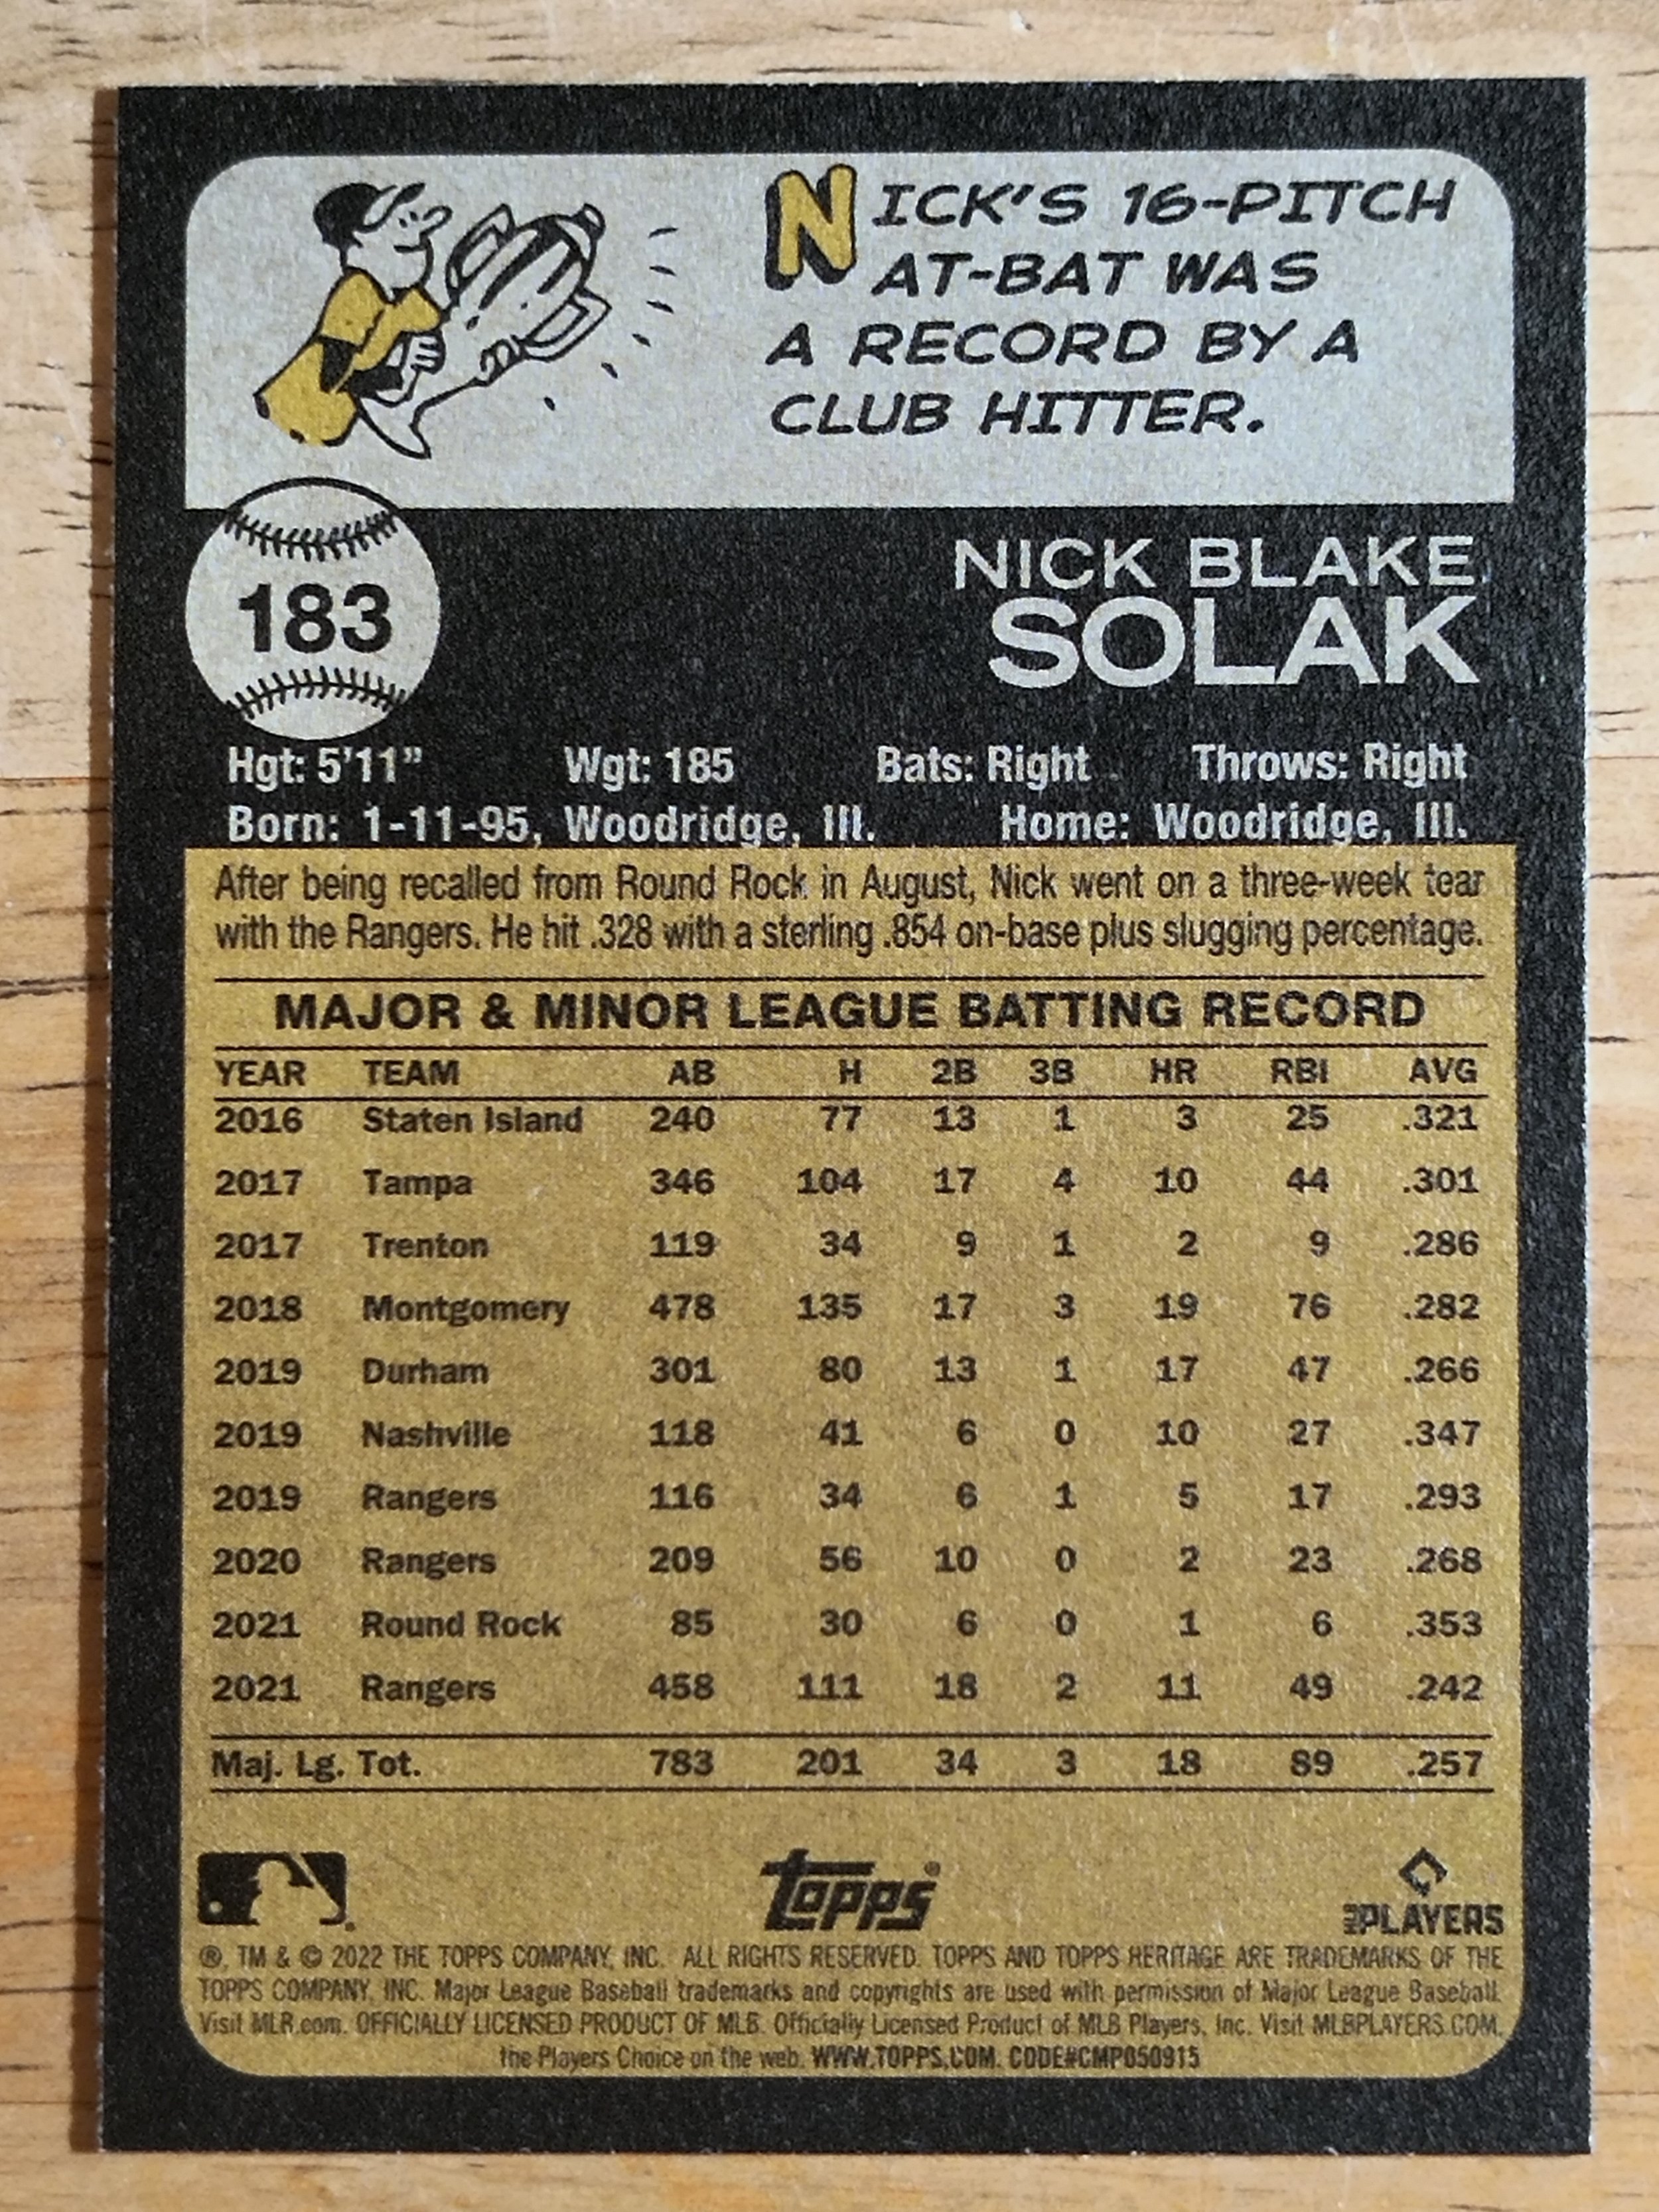 NICK'S 16-PITCH
AT-BAT WAS
A RECORD BY A
CLUB HITTER.
183
NICK BLAKE
SOLAK
Hgt: 5'11" Wgt: 185 Bats: Right Throws: Right
Born: 1-11-95, Woodridge, Ill. Home: Woodridge, Ill.
After being recalled from Round Rock in August, Nick went on a three-week tear
with the Rangers. He hit .328 with a sterling .854 on-base plus slugging percentage.
MAJOR & MINOR LEAGUE BATTING RECORD
YEAR TEAM AB H 2B 3B HR RBI AVG
2016 Staten Island 240 77 13 1 3 25 .321
2017 Tampa 346 104 17 4 10 44 .301
2017 Trenton 119 34 9 1 2 9 .286
2018 Montgomery 478 135 17 3 19 76 .282
2019 Durham 301 80 13 1 17 47 .266
2019 Nashville 118 41 6 0 10 27 .347
2019 Rangers 116 34 6 1 5 17 .293
2020 Rangers 209 56 10 0 2 23 .268
2021 Round Rock 85 30 6 0 1 6 .353
2021 Rangers 458 111 18 2 11 49 .242
Maj. Lg. Tot. 783 201 34 3 18 89 .257
topps® PLAYERS
®, TM & © 2022 THE TOPPS COMPANY, INC. ALL RIGHTS RESERVED. TOPPS AND TOPPS HERITAGE ARE TRADEMARKS OF THE
TOPPS COMPANY, INC. Major League Baseball trademarks and copyrights are used with permission of Major League Baseball.
Visit MLB.com. OFFICIALLY LICENSED PRODUCT OF MLB. Officially Licensed Product of MLB Players, Inc. Visit MLBPLAYERS.COM,
the Players Choice on the web. WWW.TOPPS.COM. CODE#CMP050915